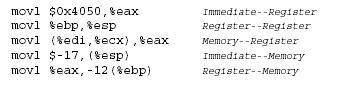 movl $0x4050,%eax Immediate--Register
movl %ebp,%esp Register--Register
movl (%edi,%ecx),%eax Memory--Register
movl $-17,(%esp) Immediate--Memory
movl %eax,-12(%ebp) Register--Memory